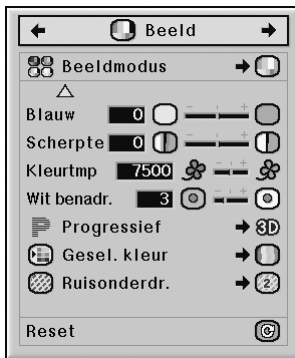 Beeld
Beeldmodus
Blauw 0
Scherpte 0
Kleurtmp 7500
Wit benadr. 3
P Progressief 3D
Gesel. kleur
Ruisonderdr. 2
Reset